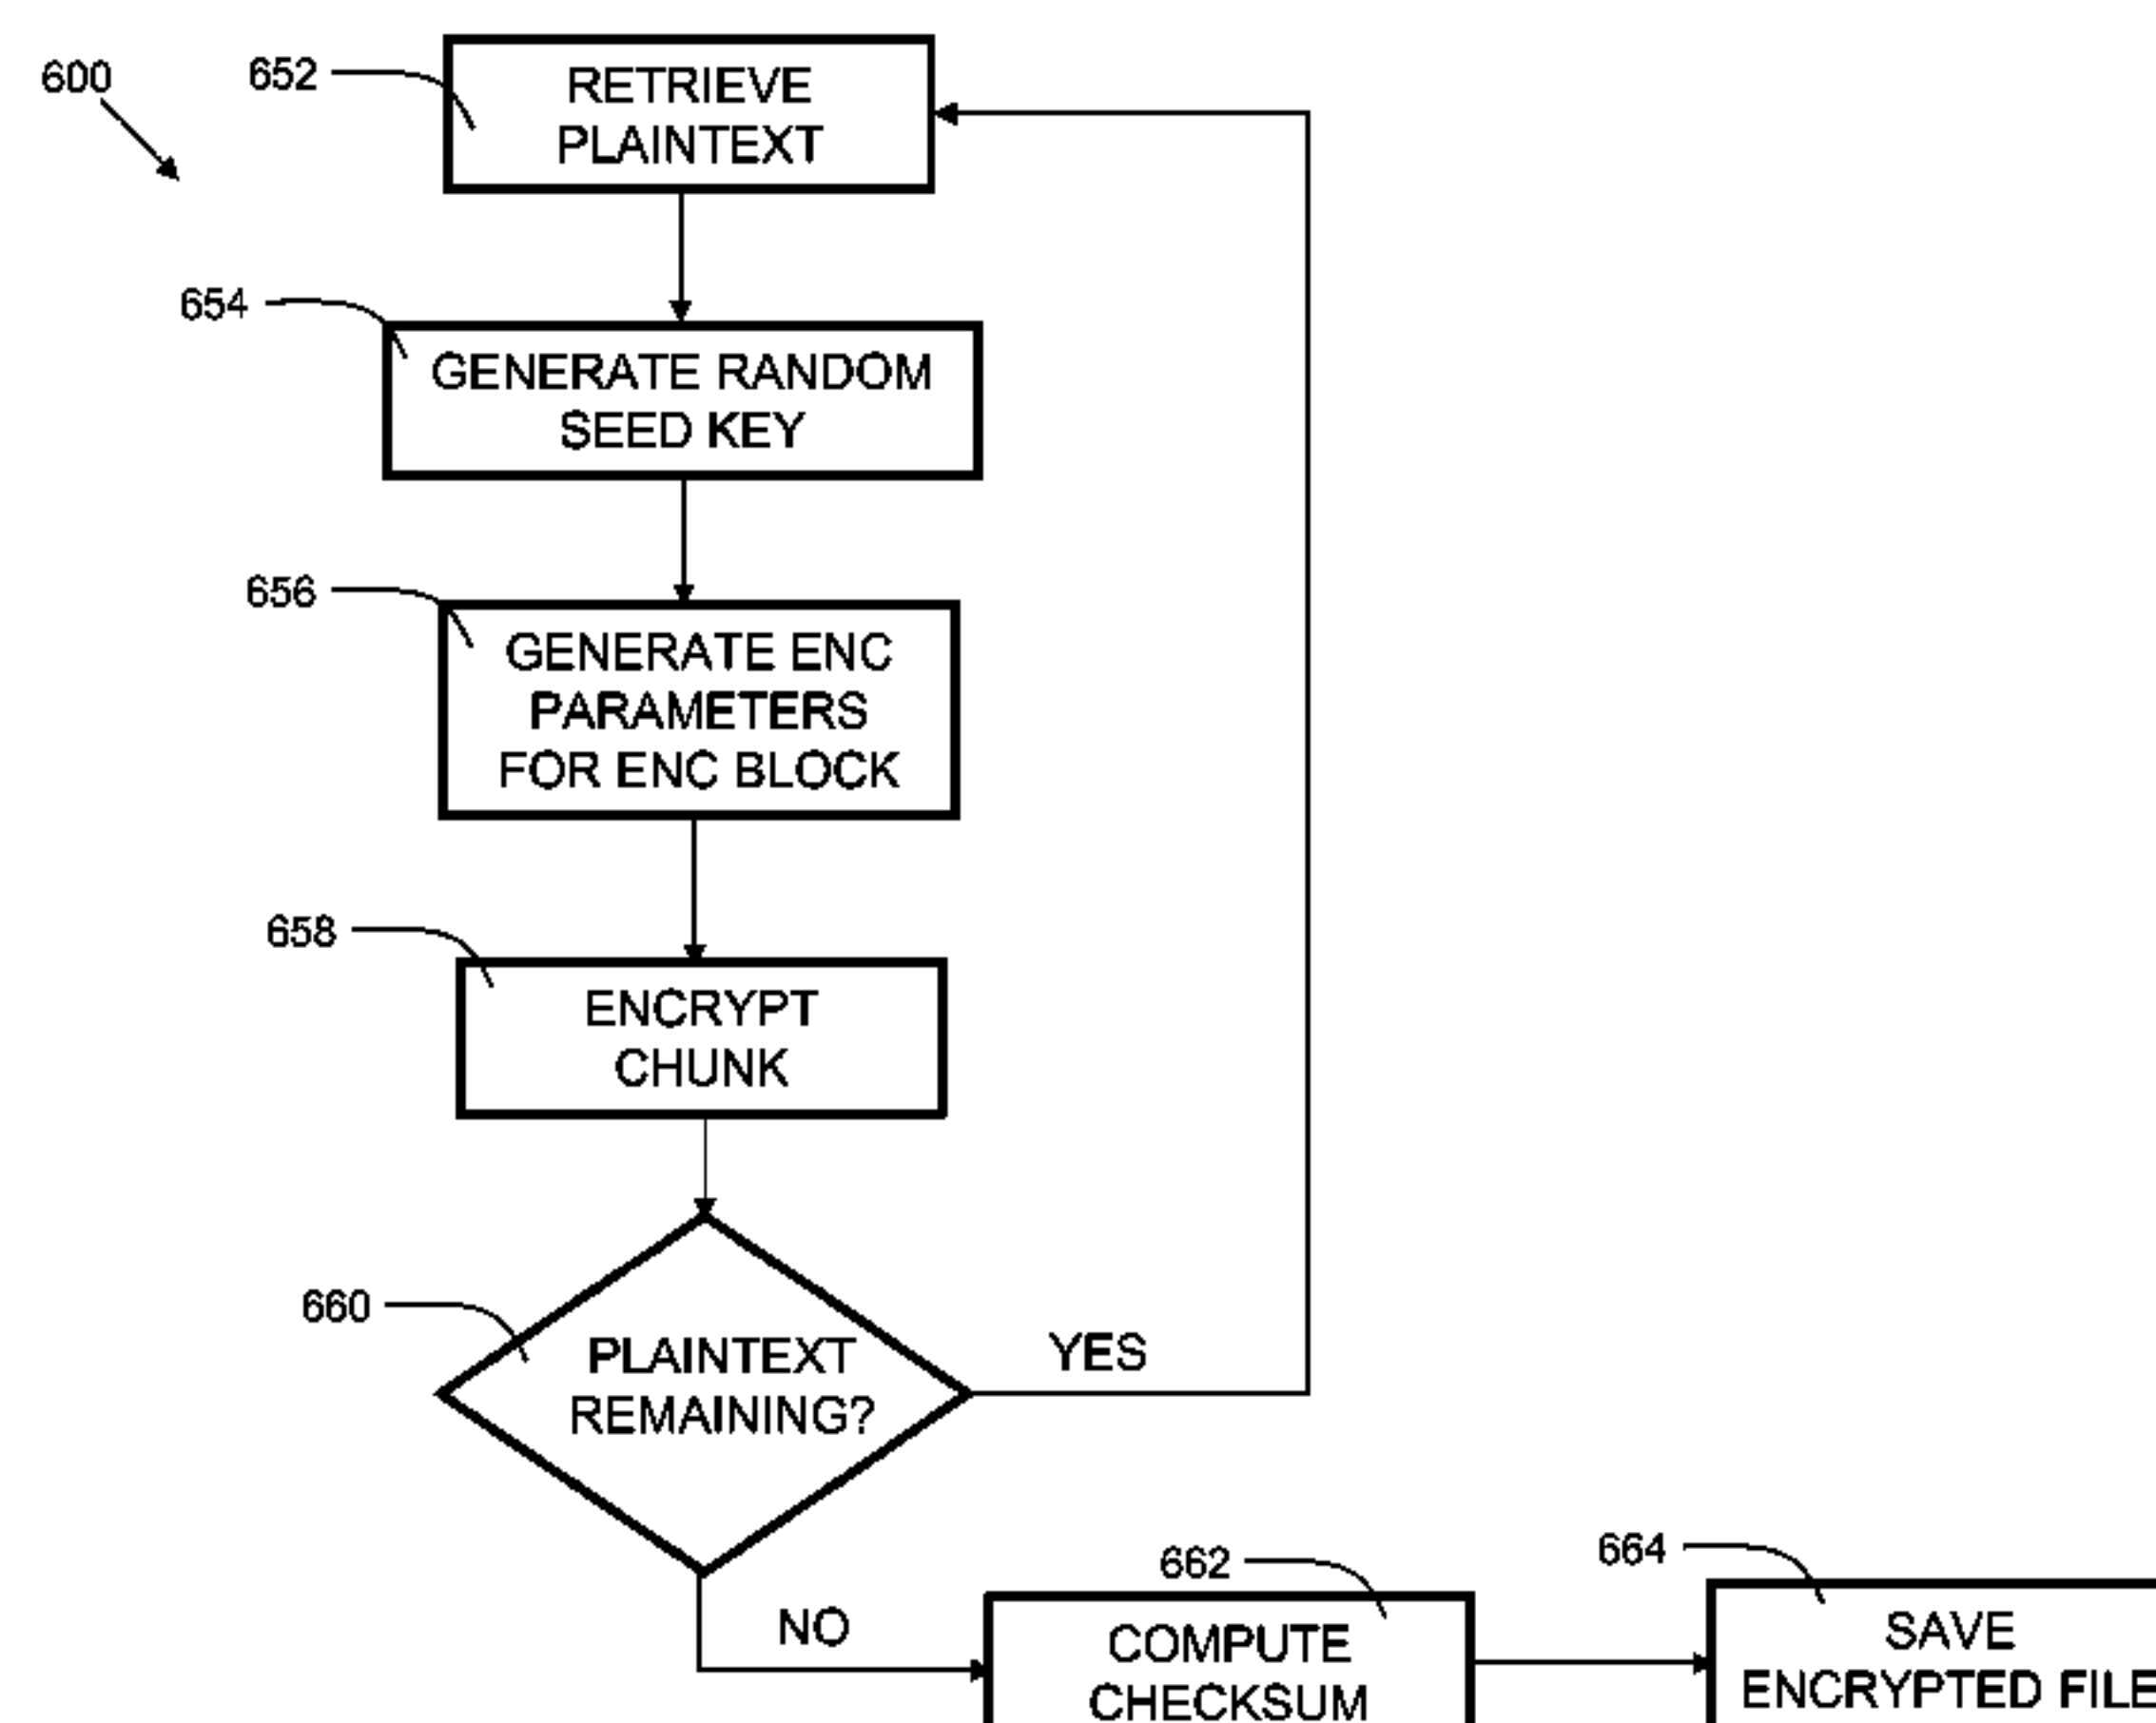 600
652
RETRIEVE
PLAINTEXT
654
GENERATE RANDOM
SEED KEY
656
GENERATE ENC
PARAMETERS
FOR ENC BLOCK
658
ENCRYPT
CHUNK
660
PLAINTEXT
REMAINING?
YES
NO
662
COMPUTE
CHECKSUM
664
SAVE
ENCRYPTED FILE